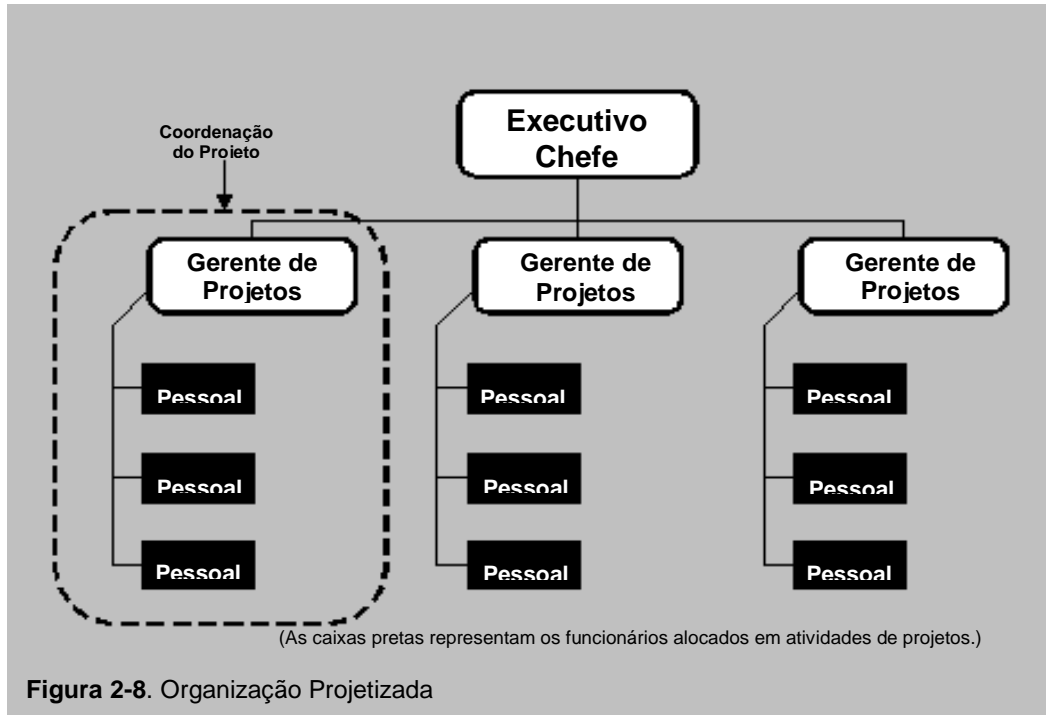 Executivo
Chefe
Coordenação
do Projeto
Gerente de
Projetos
Gerente de
Projetos
Gerente de
Projetos
Pessoal
Pessoal
Pessoal
Pessoal
Pessoal
Pessoal
Pessoal
Pessoal
Pessoal
(As caixas pretas representam os funcionários alocados em atividades de projetos.)
Figura 2-8. Organização Projetizada